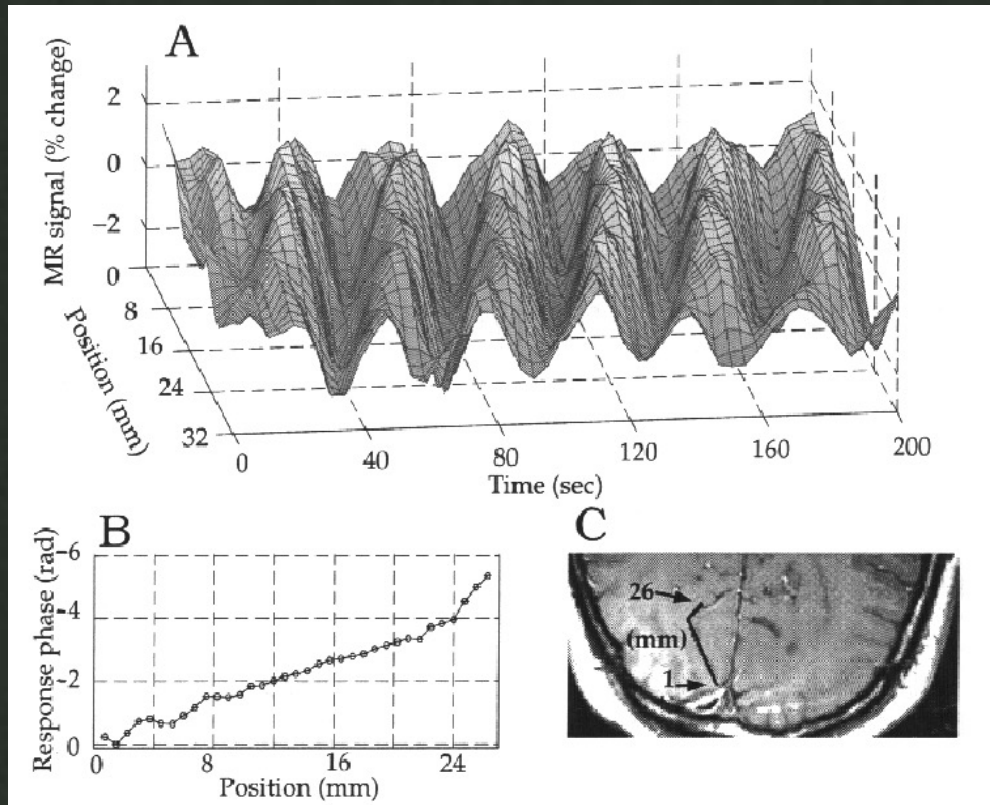 A
MR signal (% change)
2
0
−2
0
8
16
24
32
Position (mm)
0
40
80
120
160
200
Time (sec)
B
Response phase (rad)
−6
−4
−2
0
0
8
16
24
Position (mm)
C
26
(mm)
1